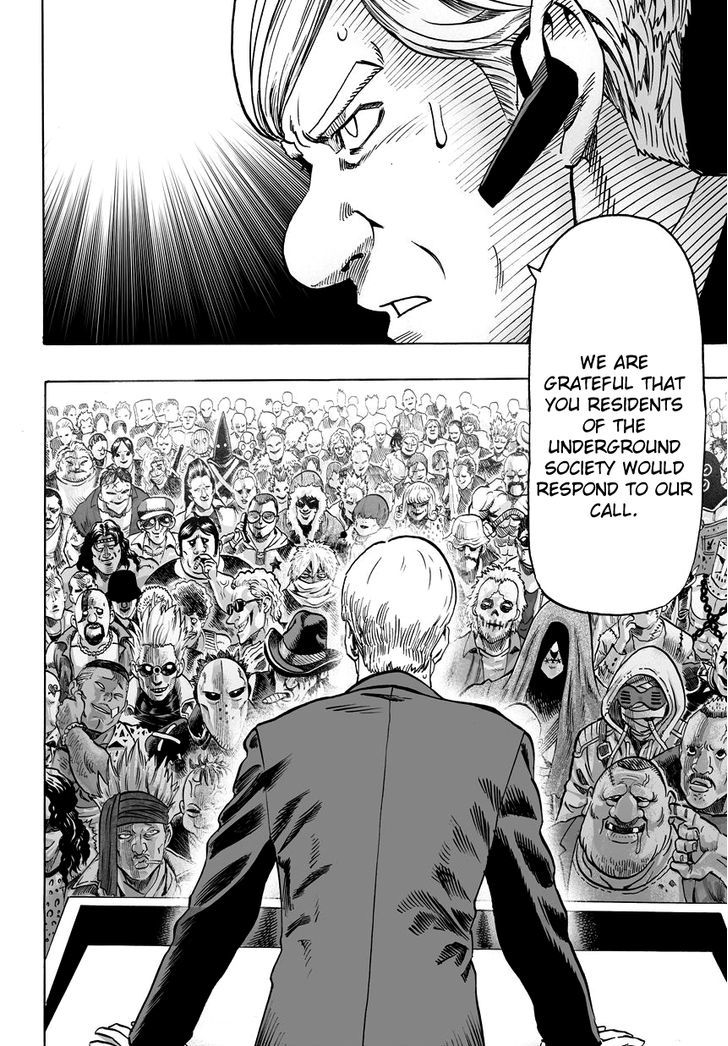 WE ARE
GRATEFUL THAT
YOU RESIDENTS
OF THE
UNDERGROUND
SOCIETY WOULD
RESPOND TO OUR
CALL.